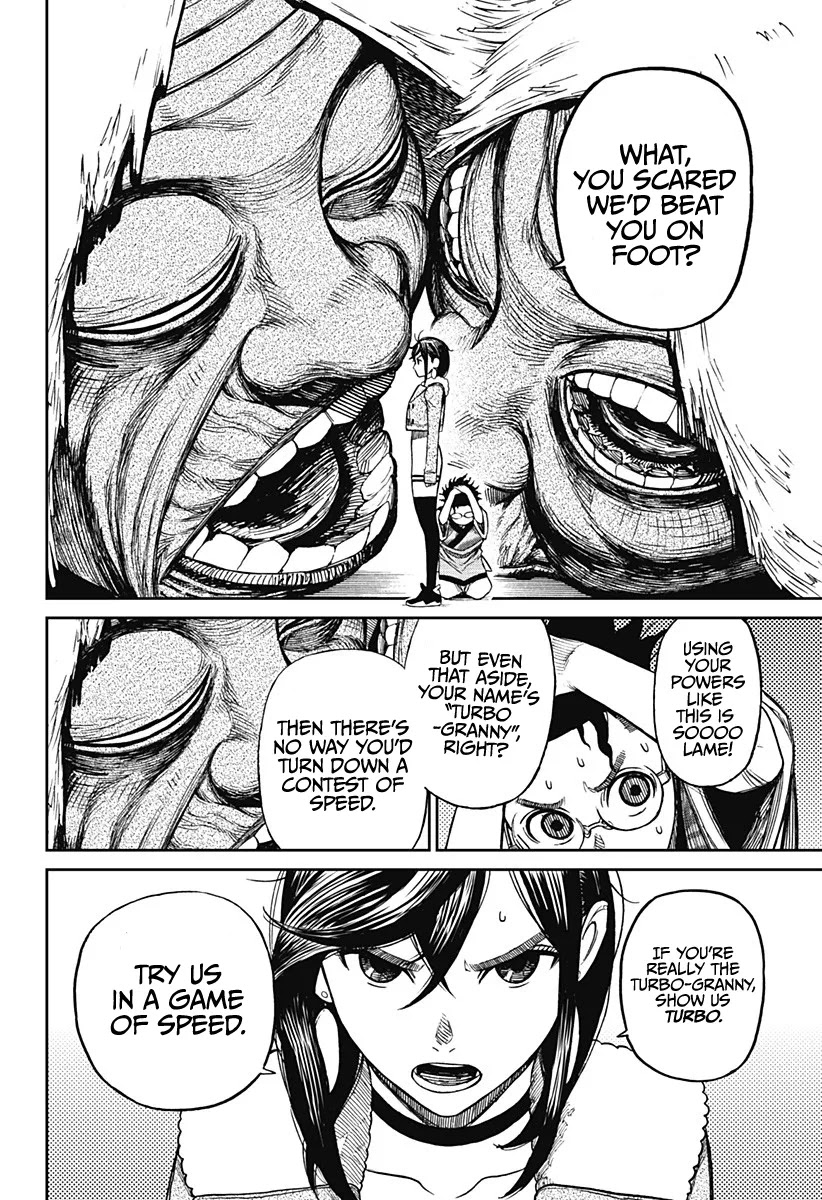 WHAT,
YOU SCARED
WE'D BEAT
YOU ON
FOOT?
USING
YOUR
POWERS
LIKE
THIS IS
SOOOO
LAME!
BUT EVEN
THAT ASIDE,
YOUR NAME'S
"TURBO
-GRANNY",
RIGHT?
THEN THERE'S
NO WAY YOU'D
TURN DOWN
A CONTEST
OF SPEED.
IF YOU'RE
REALLY THE
TURBO-GRANNY,
SHOW US
TURBO.
TRY US
IN A GAME
OF SPEED.